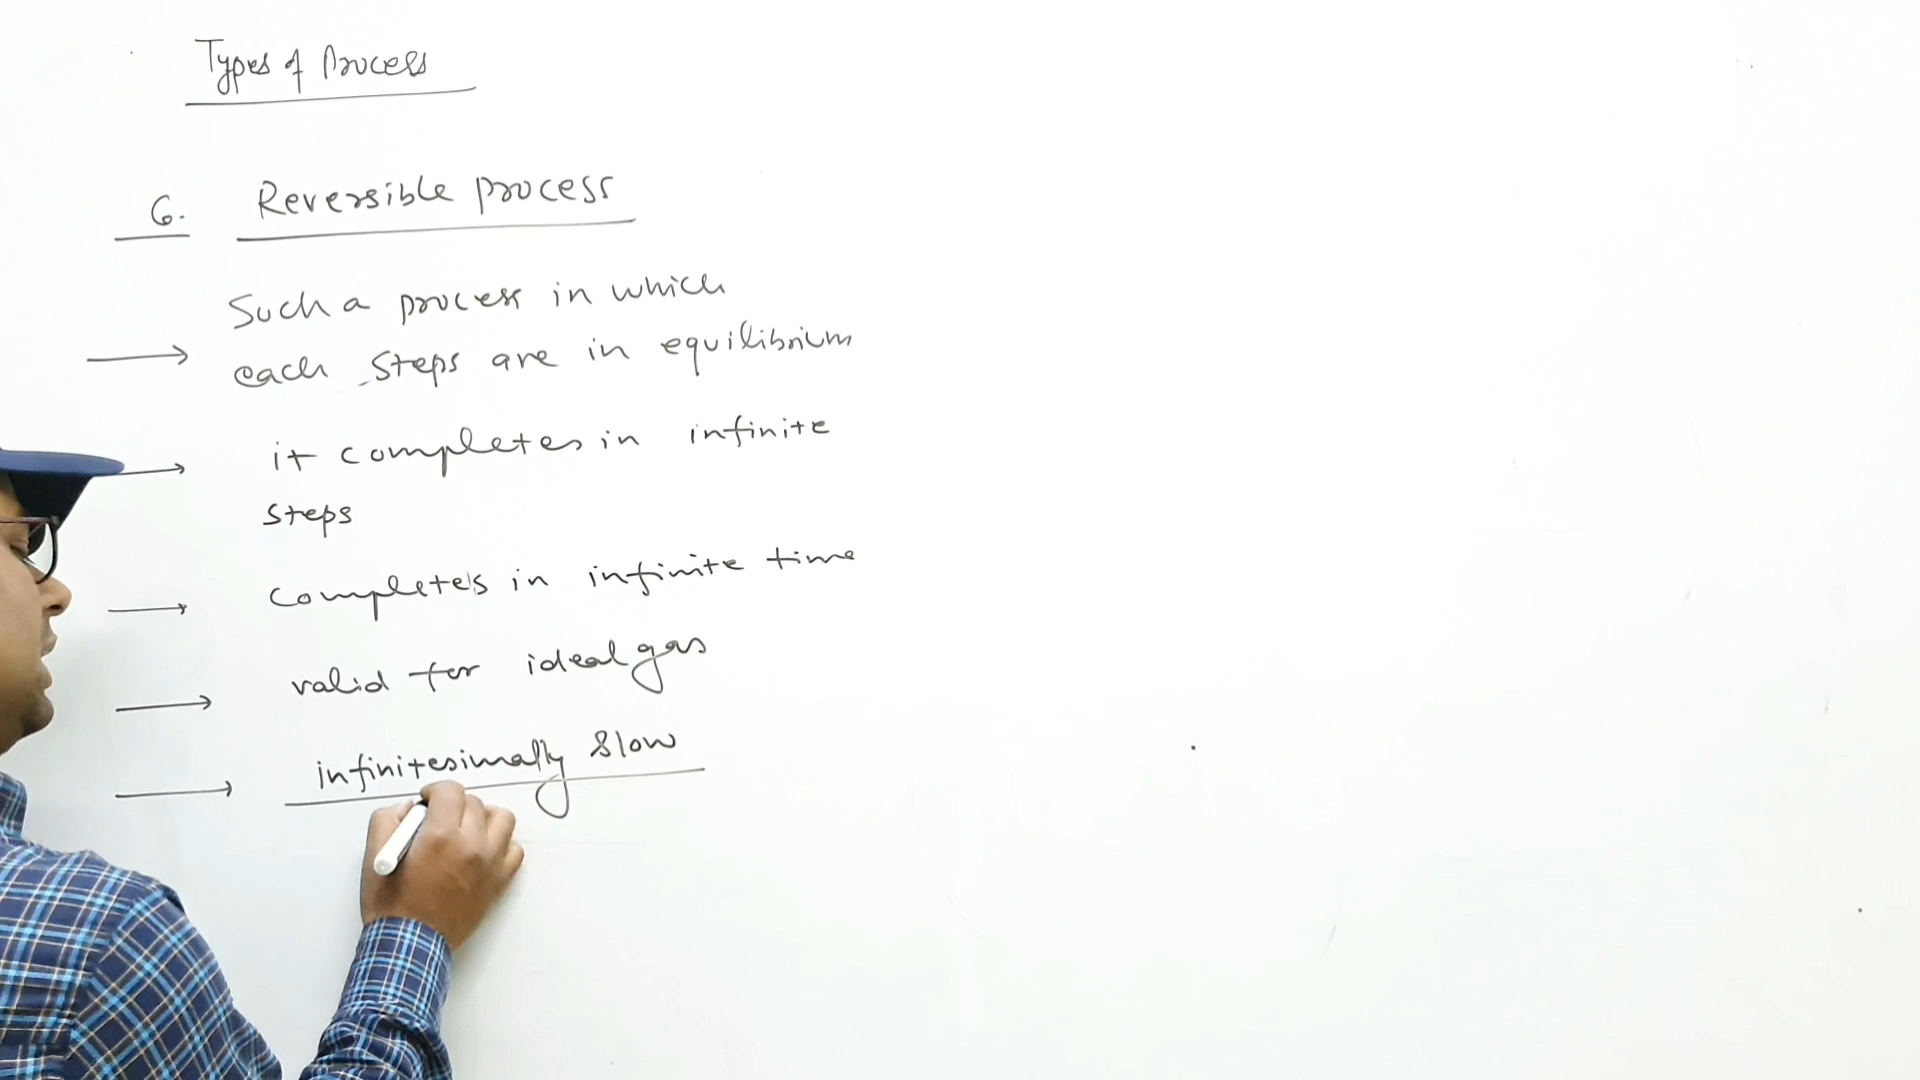 Types of Process
6. Reversible process
Such a process in which
each steps are in equilibrium
it completes in infinite
steps
completes in infinite time
valid for ideal gas
infinitesimally slow